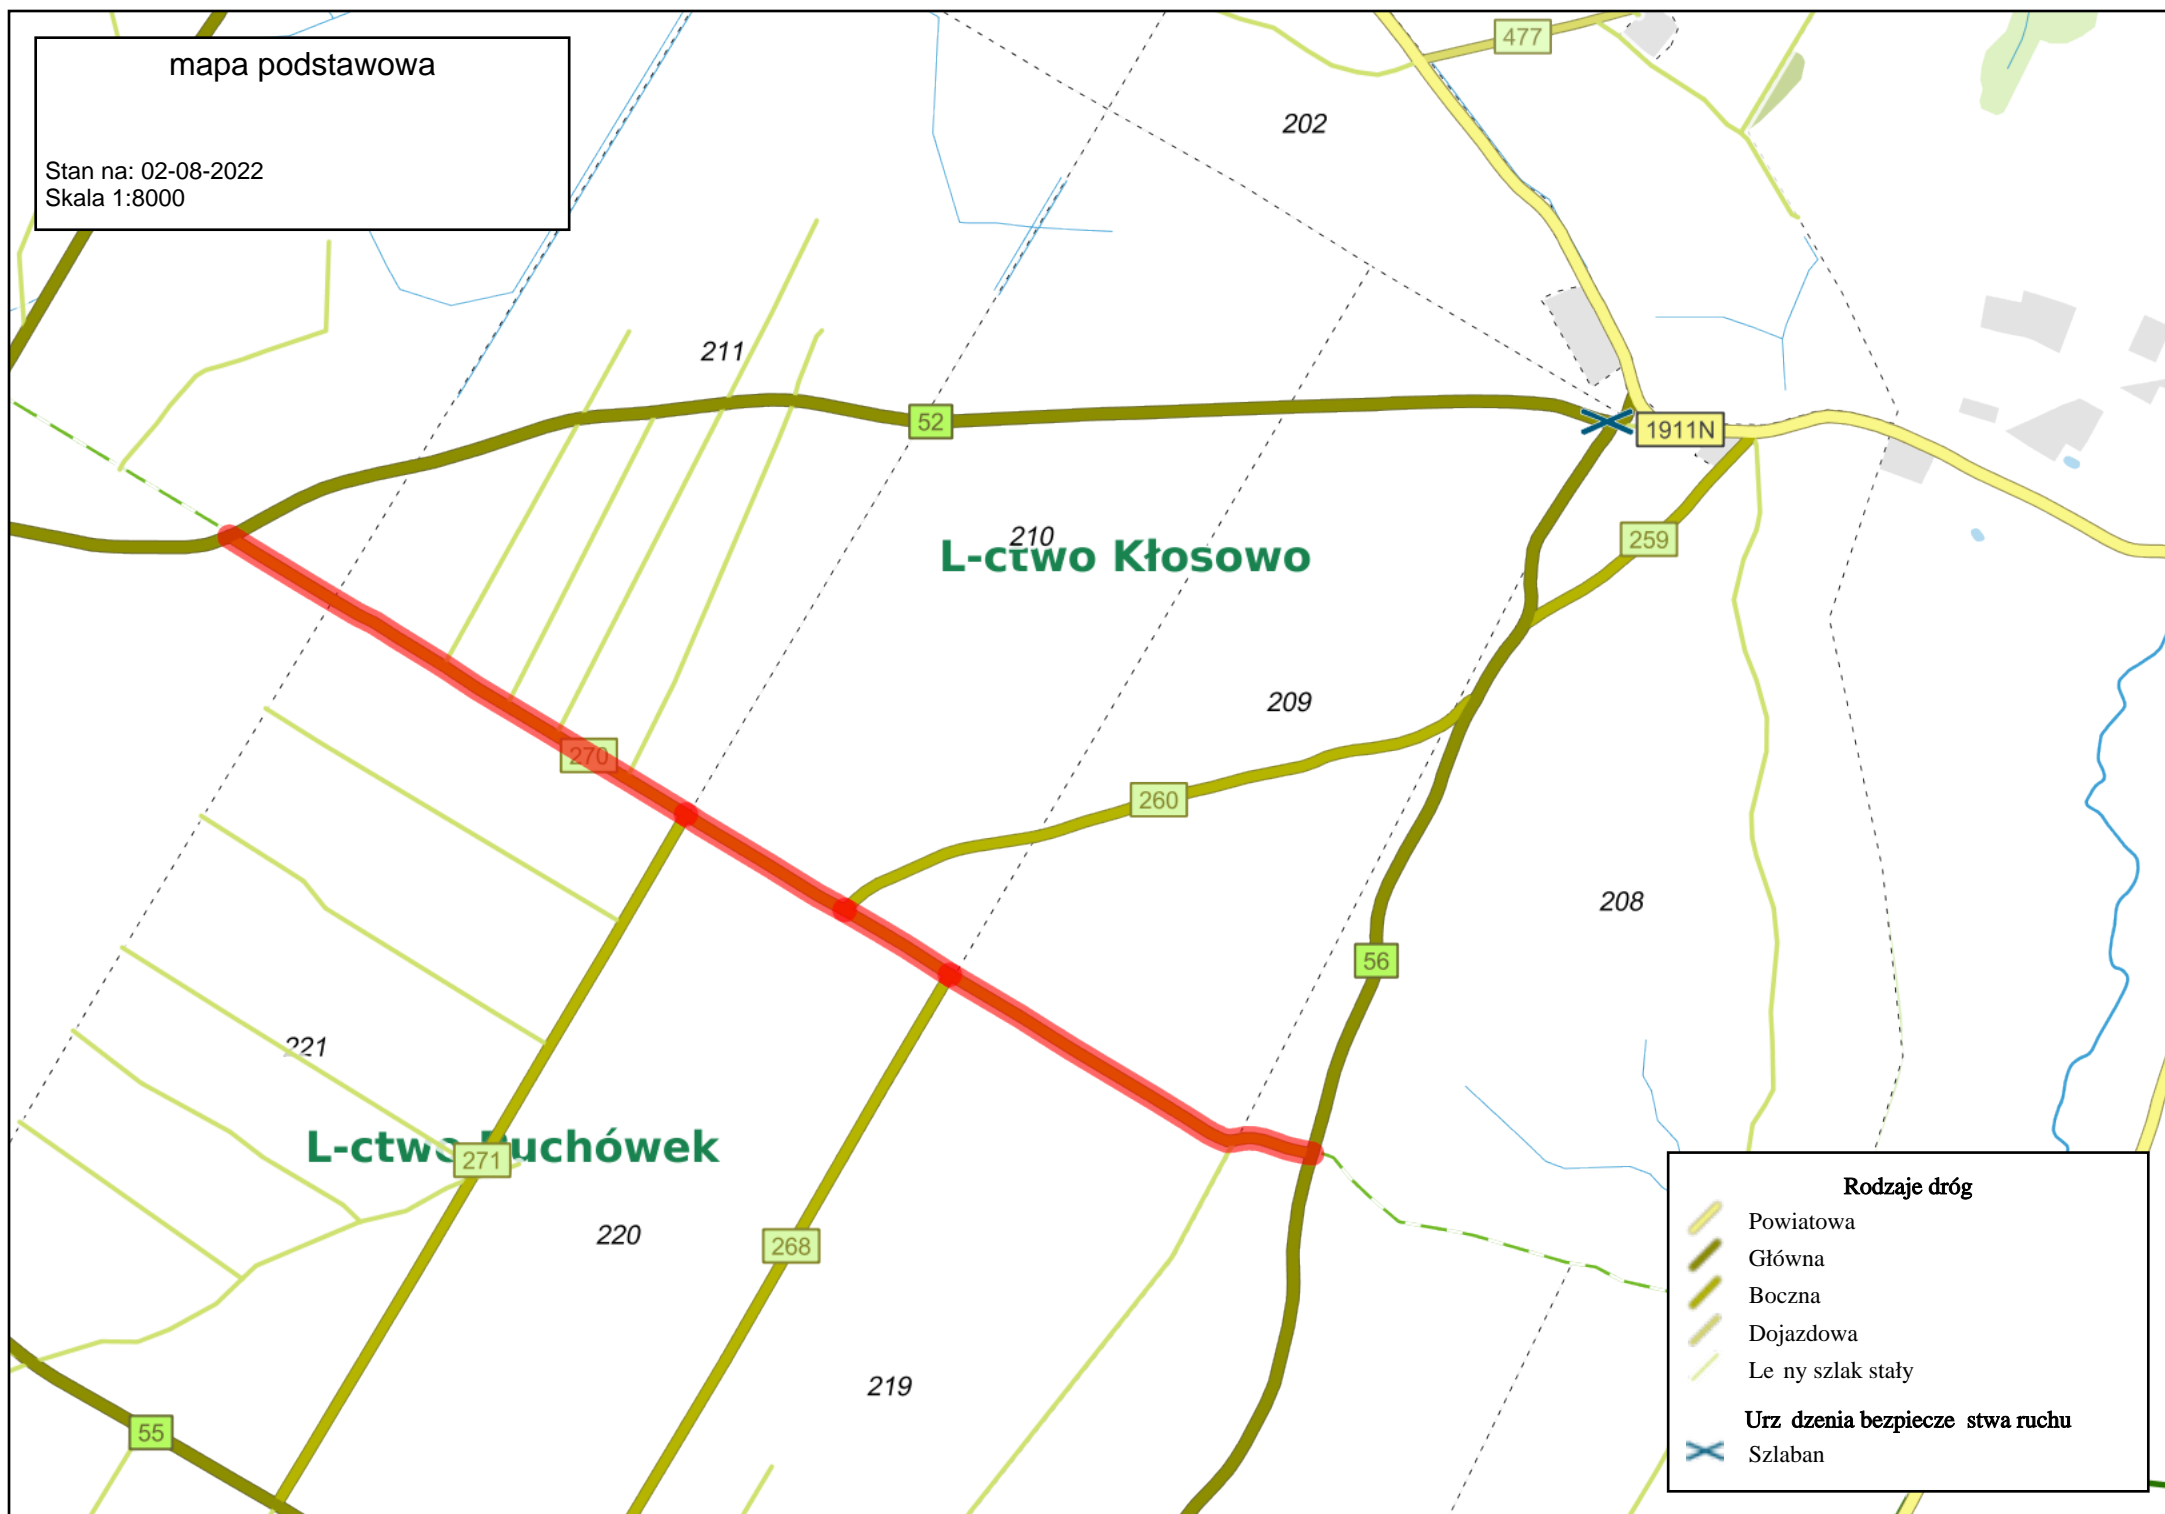 mapa podstawowa
Stan na: 02-08-2022
Skala 1:8000
477
202
211
52
1911N
210
L-ctwo Kłosowo
259
209
270
260
208
56
221
L-ctwo uchówek
271
220
268
219
55
Rodzaje dróg
Powiatowa
Główna
Boczna
Dojazdowa
Le ny szlak stały
Urz dzenia bezpiecze stwa ruchu
Szlaban